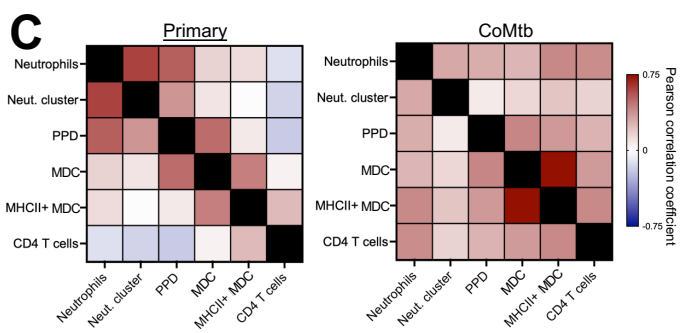 C
Primary
CoMtb
Neutrophils
Neut. cluster
PPD
MDC
MHCII+ MDC
CD4 T cells
Neutrophils
Neut. cluster
PPD
MDC
MHCII+ MDC
CD4 T cells
Neutrophils
Neut. cluster
PPD
MDC
MHCII+ MDC
CD4 T cells
Neutrophils
Neut. cluster
PPD
MDC
MHCII+ MDC
CD4 T cells
0.75
0
-0.75
Pearson correlation coefficient